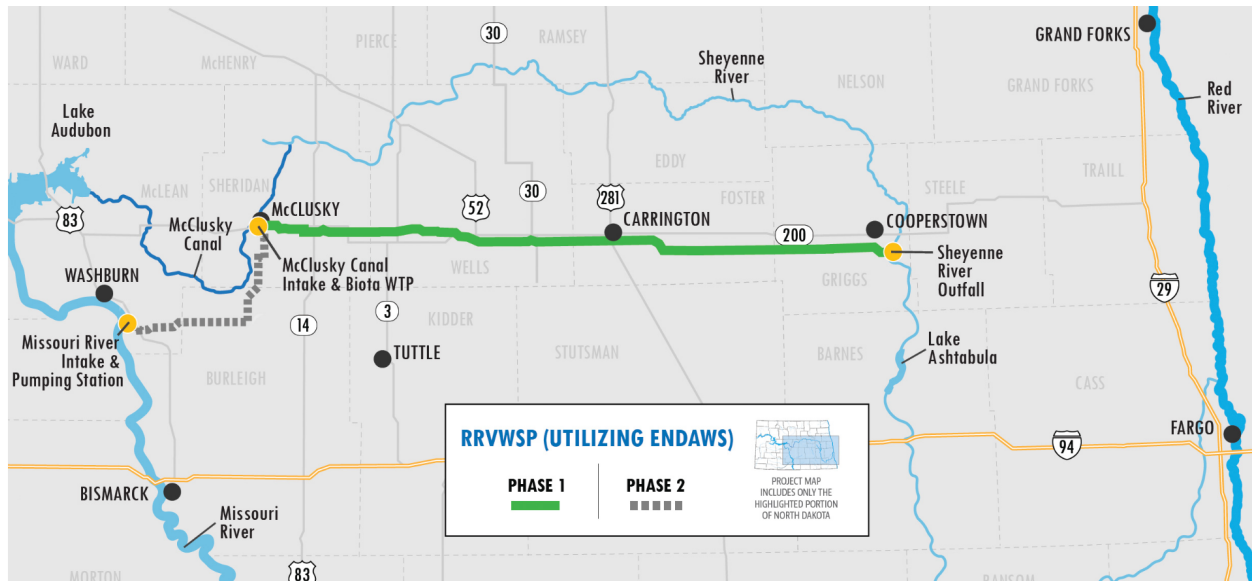 30
PIERCE
RAMSEY
GRAND FORKS
WARD
McHENRY
Sheyenne
River
NELSON
GRAND FORKS
Red
River
Lake
Audubon
EDDY
TRAILL
McLEAN
SHERIDAN
30
281
FOSTER
STEELE
83
52
McCLUSKY
CARRINGTON
COOPERSTOWN
McClusky
Canal
200
McClusky Canal
Intake & Biota WTP
WELLS
Sheyenne
River
Outfall
WASHBURN
GRIGGS
29
3
14
KIDDER
Missouri River
Intake &
Pumping Station
TUTTLE
STUTSMAN
BARNES
Lake
Ashtabula
BURLEIGH
CASS
RRVWSP (UTILIZING ENDAWS)
PHASE 1
PHASE 2
PROJECT MAP
INCLUDES ONLY THE
HIGHLIGHTED PORTION
OF NORTH DAKOTA
FARGO
94
BISMARCK
Missouri
River
MORTON
83
RANSOM